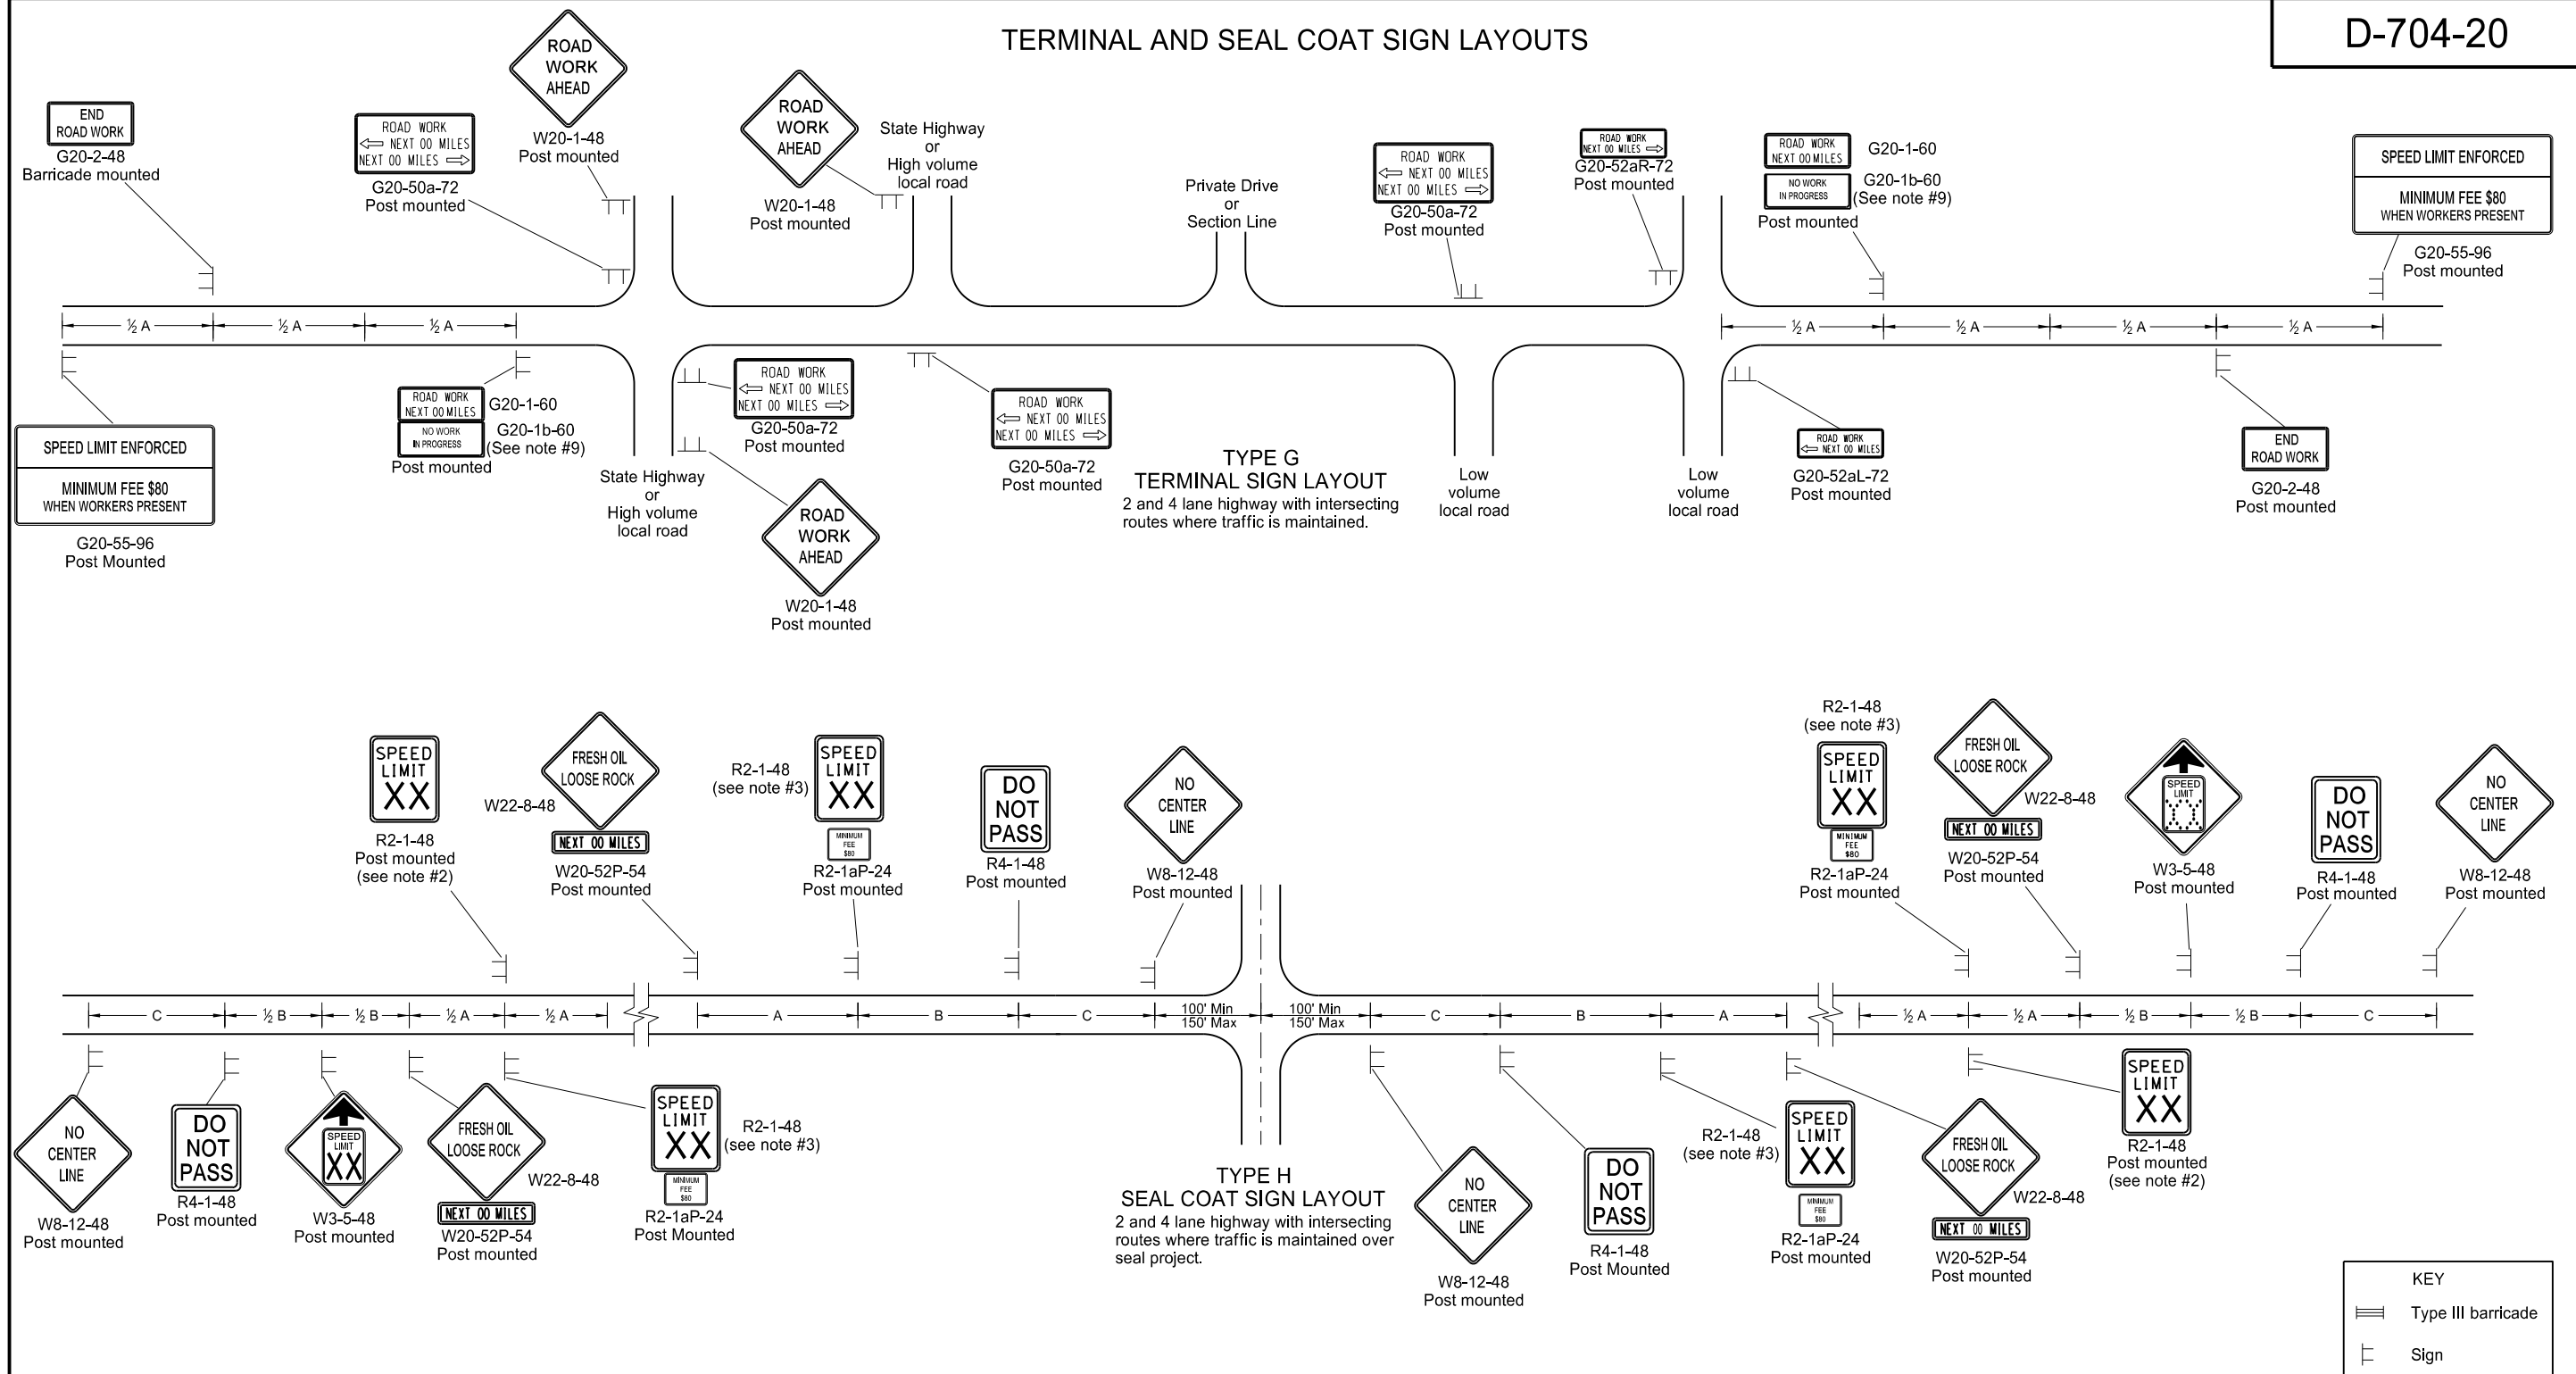 TERMINAL AND SEAL COAT SIGN LAYOUTS
D-704-20
END
ROAD WORK
G20-2-48
Barricade mounted
ROAD WORK
NEXT 00 MILES
NEXT 00 MILES
G20-50a-72
Post mounted
ROAD
WORK
AHEAD
W20-1-48
Post mounted
ROAD
WORK
AHEAD
W20-1-48
Post mounted
State Highway
or
High volume
local road
Private Drive
or
Section Line
ROAD WORK
NEXT 00 MILES
NEXT 00 MILES
G20-50a-72
Post mounted
ROAD WORK
NEXT 00 MILES
G20-52aR-72
Post mounted
ROAD WORK
NEXT 00 MILES
G20-1-60
NO WORK
IN PROGRESS
G20-1b-60
(See note #9)
Post mounted
SPEED LIMIT ENFORCED
MINIMUM FEE $80
WHEN WORKERS PRESENT
G20-55-96
Post mounted
½ A
½ A
½ A
½ A
½ A
½ A
½ A
SPEED LIMIT ENFORCED
MINIMUM FEE $80
WHEN WORKERS PRESENT
G20-55-96
Post Mounted
ROAD WORK
NEXT 00 MILES
G20-1-60
NO WORK
IN PROGRESS
G20-1b-60
(See note #9)
Post mounted
State Highway
or
High volume
local road
ROAD WORK
NEXT 00 MILES
NEXT 00 MILES
G20-50a-72
Post mounted
ROAD
WORK
AHEAD
W20-1-48
Post mounted
ROAD WORK
NEXT 00 MILES
NEXT 00 MILES
G20-50a-72
Post mounted
TYPE G
TERMINAL SIGN LAYOUT
2 and 4 lane highway with intersecting
routes where traffic is maintained.
Low
volume
local road
Low
volume
local road
ROAD WORK
NEXT 00 MILES
G20-52aL-72
Post mounted
END
ROAD WORK
G20-2-48
Post mounted
SPEED
LIMIT
XX
R2-1-48
Post mounted
(see note #2)
FRESH OIL
LOOSE ROCK
W22-8-48
NEXT 00 MILES
W20-52P-54
Post mounted
R2-1-48
(see note #3)
SPEED
LIMIT
XX
MINIMUM
FEE
$80
R2-1aP-24
Post mounted
DO
NOT
PASS
R4-1-48
Post mounted
NO
CENTER
LINE
W8-12-48
Post mounted
R2-1-48
(see note #3)
SPEED
LIMIT
XX
MINIMUM
FEE
$80
R2-1aP-24
Post mounted
FRESH OIL
LOOSE ROCK
W22-8-48
NEXT 00 MILES
W20-52P-54
Post mounted
SPEED
LIMIT
XX
W3-5-48
Post mounted
DO
NOT
PASS
R4-1-48
Post mounted
NO
CENTER
LINE
W8-12-48
Post mounted
C
½ B
½ B
½ A
½ A
A
B
C
100' Min
150' Max
100' Min
150' Max
C
B
A
½ A
½ A
½ B
½ B
C
NO
CENTER
LINE
W8-12-48
Post mounted
DO
NOT
PASS
R4-1-48
Post mounted
SPEED
LIMIT
XX
W3-5-48
Post mounted
FRESH OIL
LOOSE ROCK
W22-8-48
NEXT 00 MILES
W20-52P-54
Post mounted
SPEED
LIMIT
XX
R2-1-48
(see note #3)
MINIMUM
FEE
$80
R2-1aP-24
Post Mounted
TYPE H
SEAL COAT SIGN LAYOUT
2 and 4 lane highway with intersecting
routes where traffic is maintained over
seal project.
NO
CENTER
LINE
W8-12-48
Post mounted
DO
NOT
PASS
R4-1-48
Post Mounted
R2-1-48
(see note #3)
SPEED
LIMIT
XX
MINIMUM
FEE
$80
R2-1aP-24
Post mounted
FRESH OIL
LOOSE ROCK
W22-8-48
NEXT 00 MILES
W20-52P-54
Post mounted
SPEED
LIMIT
XX
R2-1-48
Post mounted
(see note #2)
KEY
Type III barricade
Sign